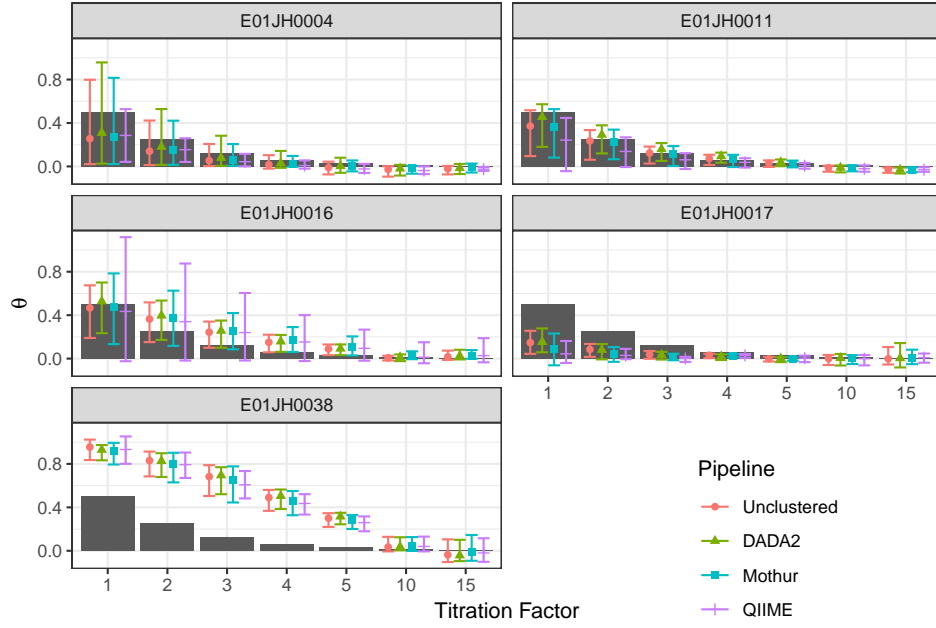 E01JH0004 E01JH0011
0.8
0.4
0.0
E01JH0016 E01JH0017
0.8
0.4
0.0
1 2 3 4 5 10 15
E01JH0038
0.8
0.4
0.0
1 2 3 4 5 10 15
θ
Titration Factor
Pipeline
Unclustered
DADA2
Mothur
QIIME